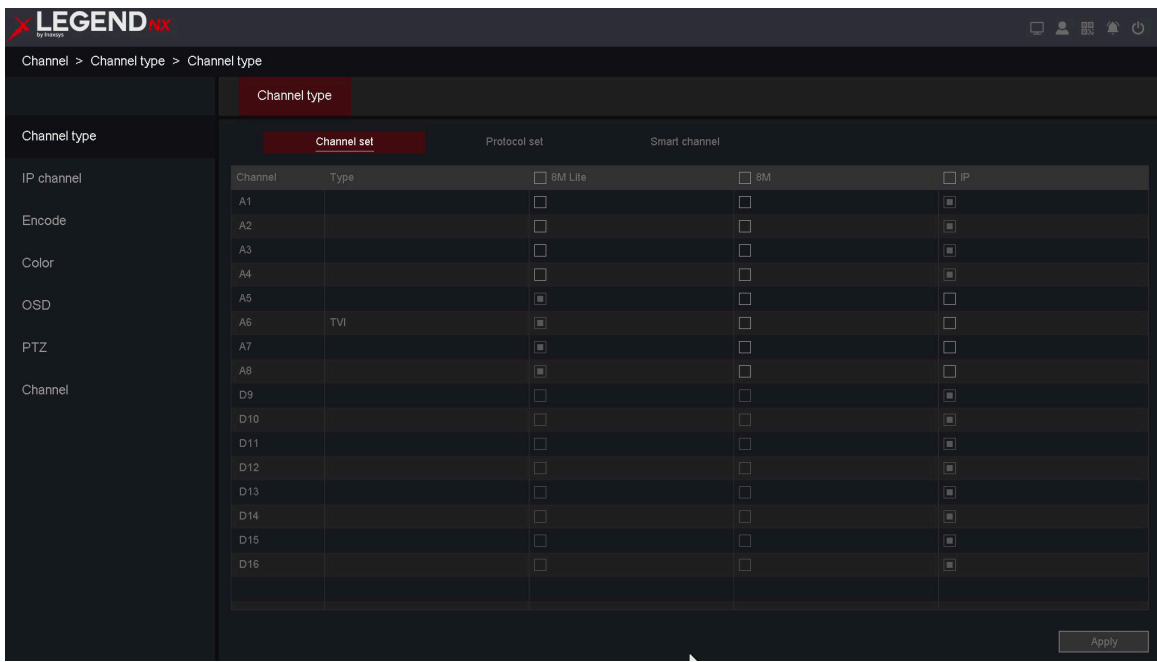 LEGEND NX
by Inaxsys
Channel > Channel type > Channel type
Channel type
Channel type
Channel set Protocol set Smart channel
IP channel
Channel Type 8M Lite 8M IP
A1
Encode
A2
A3
Color
A4
OSD
A5
A6 TVI
PTZ
A7
A8
Channel
D9
D10
D11
D12
D13
D14
D15
D16
Apply